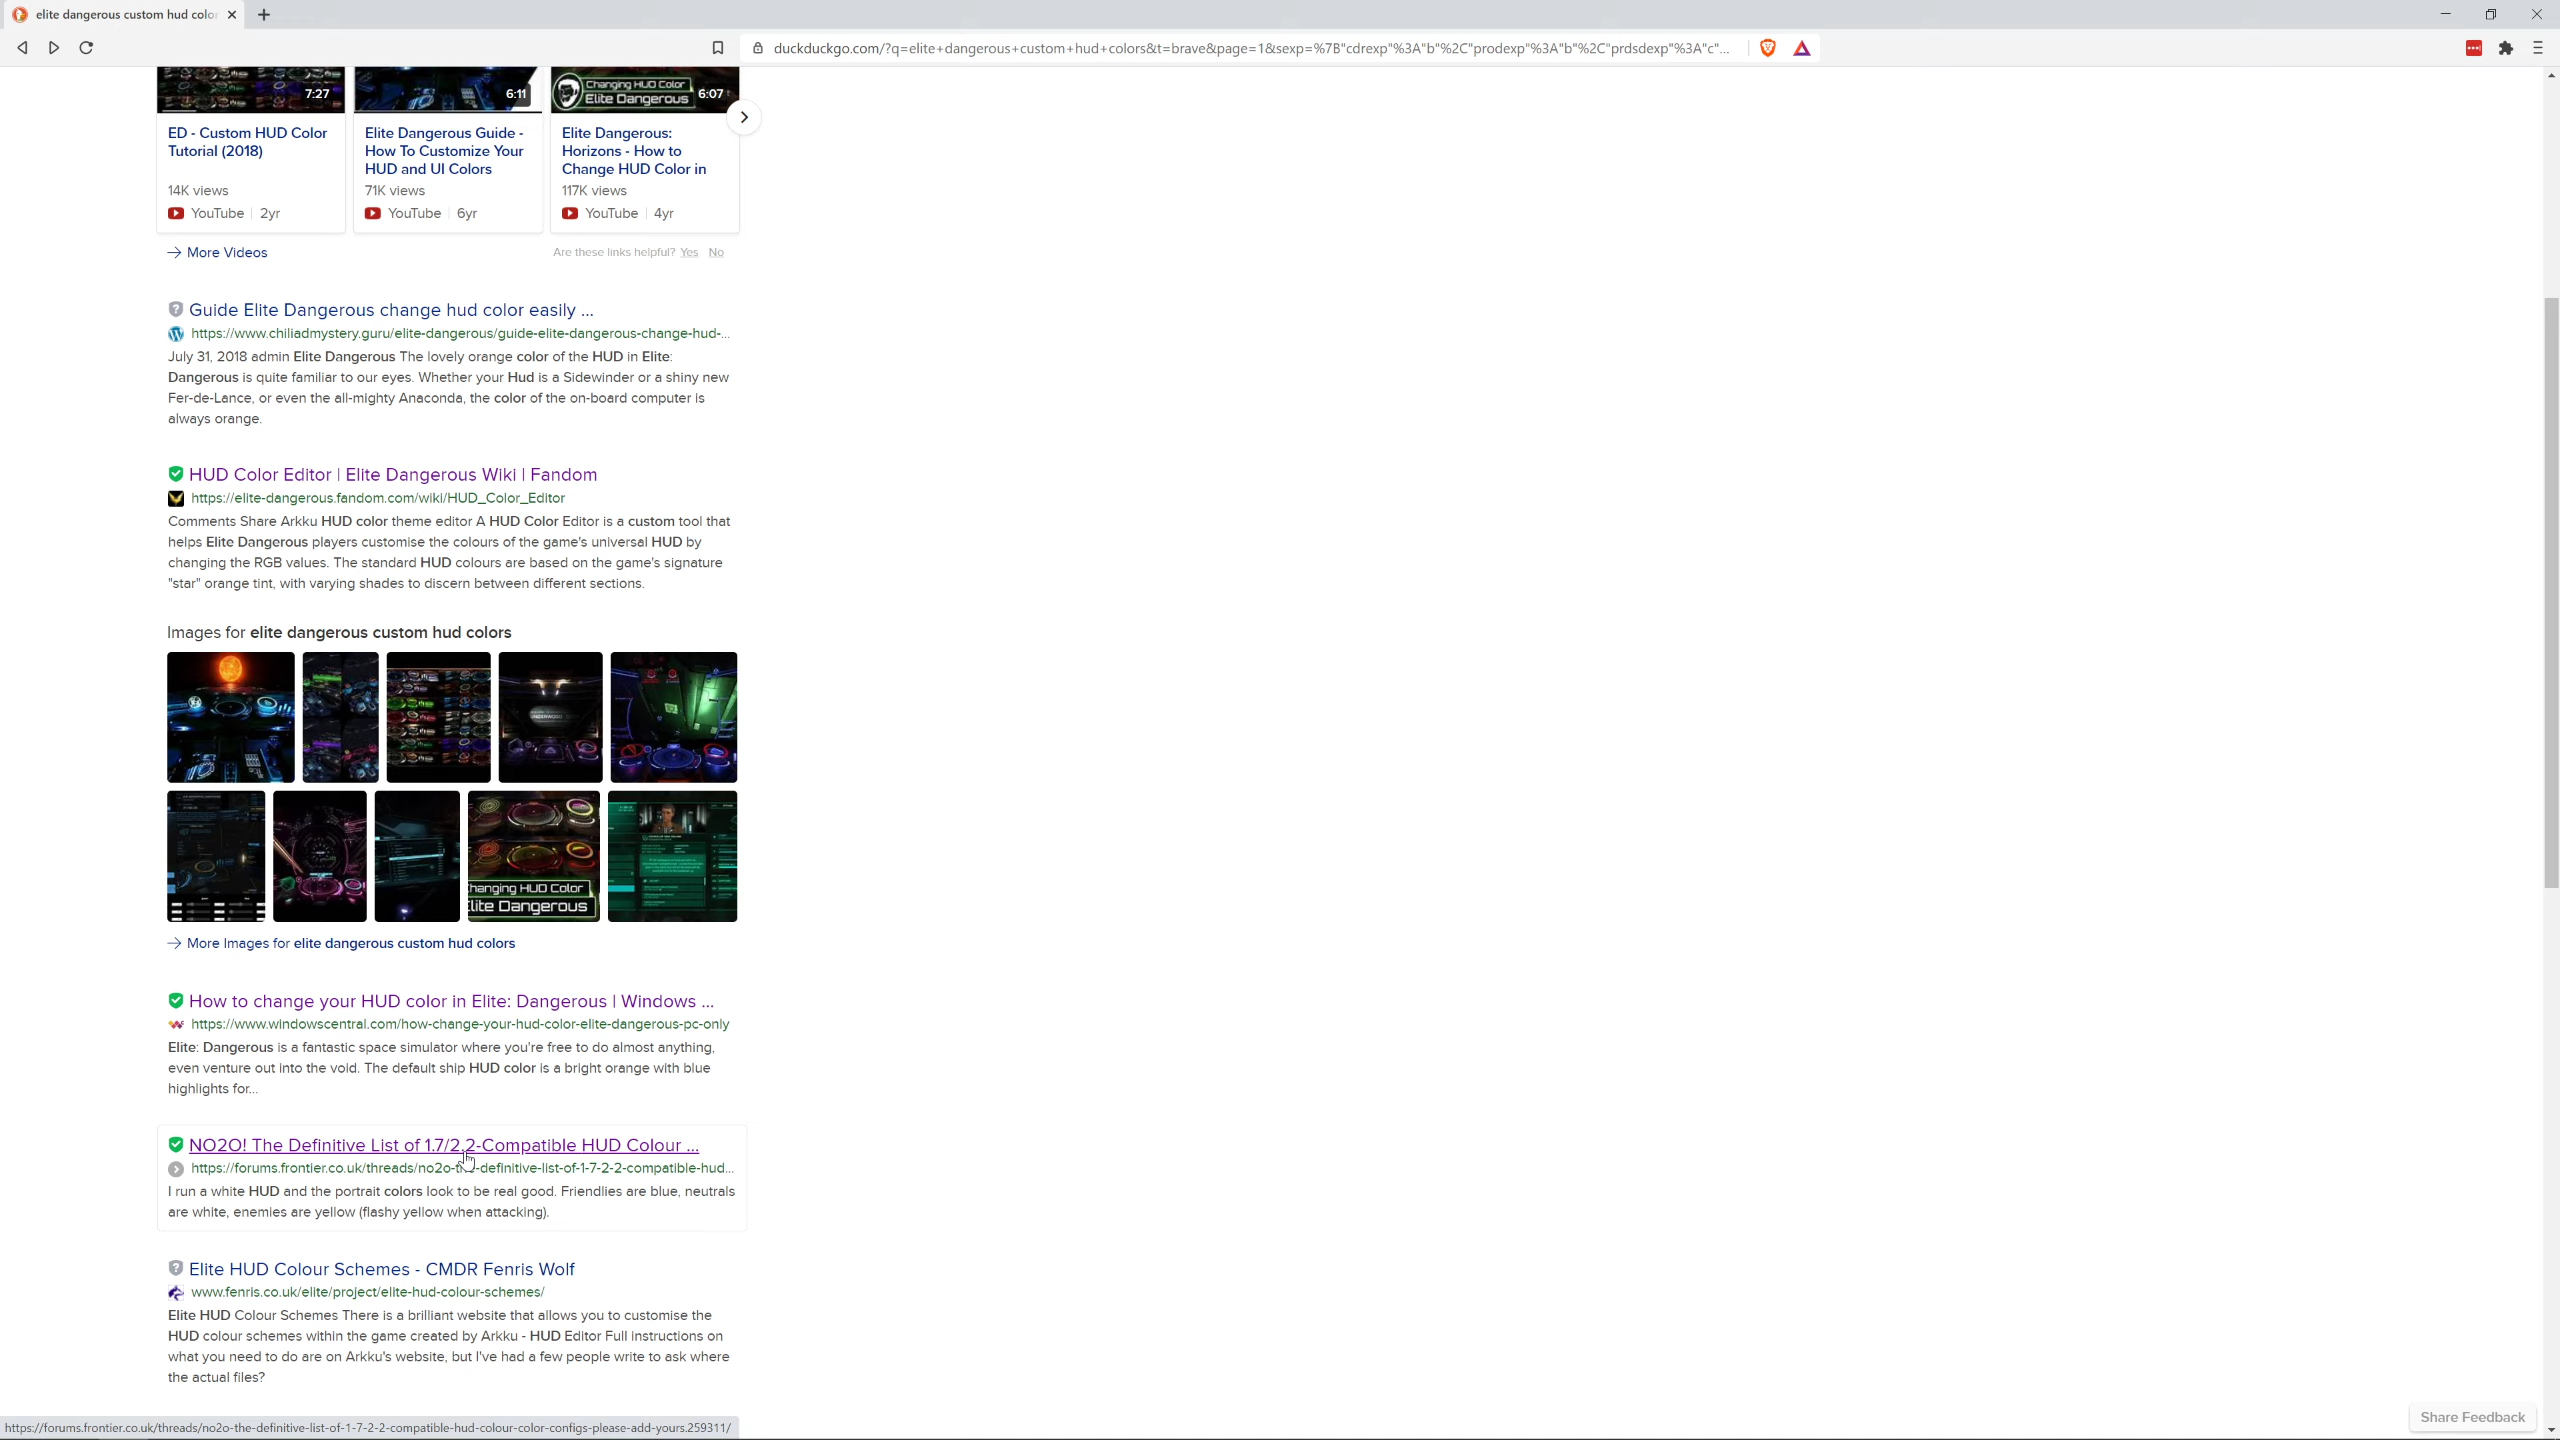 elite dangerous custom hud color
duckduckgo.com/?q=elite+dangerous+custom+hud+colors&t=brave&page=1&sexp=%7B"cdrexp"%3A"b"%2C"prodexp"%3A"b"%2C"prdsdexp"%3A"c"...
7:27
6:11
Changing HUD Color
Elite Dangerous
6:07
ED - Custom HUD Color
Tutorial (2018)
14K views
YouTube | 2yr
Elite Dangerous Guide -
How To Customize Your
HUD and UI Colors
71K views
YouTube | 6yr
Elite Dangerous:
Horizons - How to
Change HUD Color in
117K views
YouTube | 4yr
More Videos
Are these links helpful? Yes No
Guide Elite Dangerous change hud color easily ...
https://www.chiliadmystery.guru/elite-dangerous/guide-elite-dangerous-change-hud-...
July 31, 2018 admin Elite Dangerous The lovely orange color of the HUD in Elite:
Dangerous is quite familiar to our eyes. Whether your Hud is a Sidewinder or a shiny new
Fer-de-Lance, or even the all-mighty Anaconda, the color of the on-board computer is
always orange.
HUD Color Editor | Elite Dangerous Wiki | Fandom
https://elite-dangerous.fandom.com/wiki/HUD_Color_Editor
Comments Share Arkku HUD color theme editor A HUD Color Editor is a custom tool that
helps Elite Dangerous players customise the colours of the game's universal HUD by
changing the RGB values. The standard HUD colours are based on the game's signature
"star" orange tint, with varying shades to discern between different sections.
Images for elite dangerous custom hud colors
hanging HUD Color
lite Dangerous
More Images for elite dangerous custom hud colors
How to change your HUD color in Elite: Dangerous | Windows ...
https://www.windowscentral.com/how-change-your-hud-color-elite-dangerous-pc-only
Elite: Dangerous is a fantastic space simulator where you're free to do almost anything,
even venture out into the void. The default ship HUD color is a bright orange with blue
highlights for...
NO2O! The Definitive List of 1.7/2.2-Compatible HUD Colour ...
https://forums.frontier.co.uk/threads/no2o-the-definitive-list-of-1-7-2-2-compatible-hud...
I run a white HUD and the portrait colors look to be real good. Friendlies are blue, neutrals
are white, enemies are yellow (flashy yellow when attacking).
Elite HUD Colour Schemes - CMDR Fenris Wolf
www.fenris.co.uk/elite/project/elite-hud-colour-schemes/
Elite HUD Colour Schemes There is a brilliant website that allows you to customise the
HUD colour schemes within the game created by Arkku - HUD Editor Full instructions on
what you need to do are on Arkku's website, but I've had a few people write to ask where
the actual files?
Share Feedback
https://forums.frontier.co.uk/threads/no2o-the-definitive-list-of-1-7-2-2-compatible-hud-colour-color-configs-please-add-yours.259311/